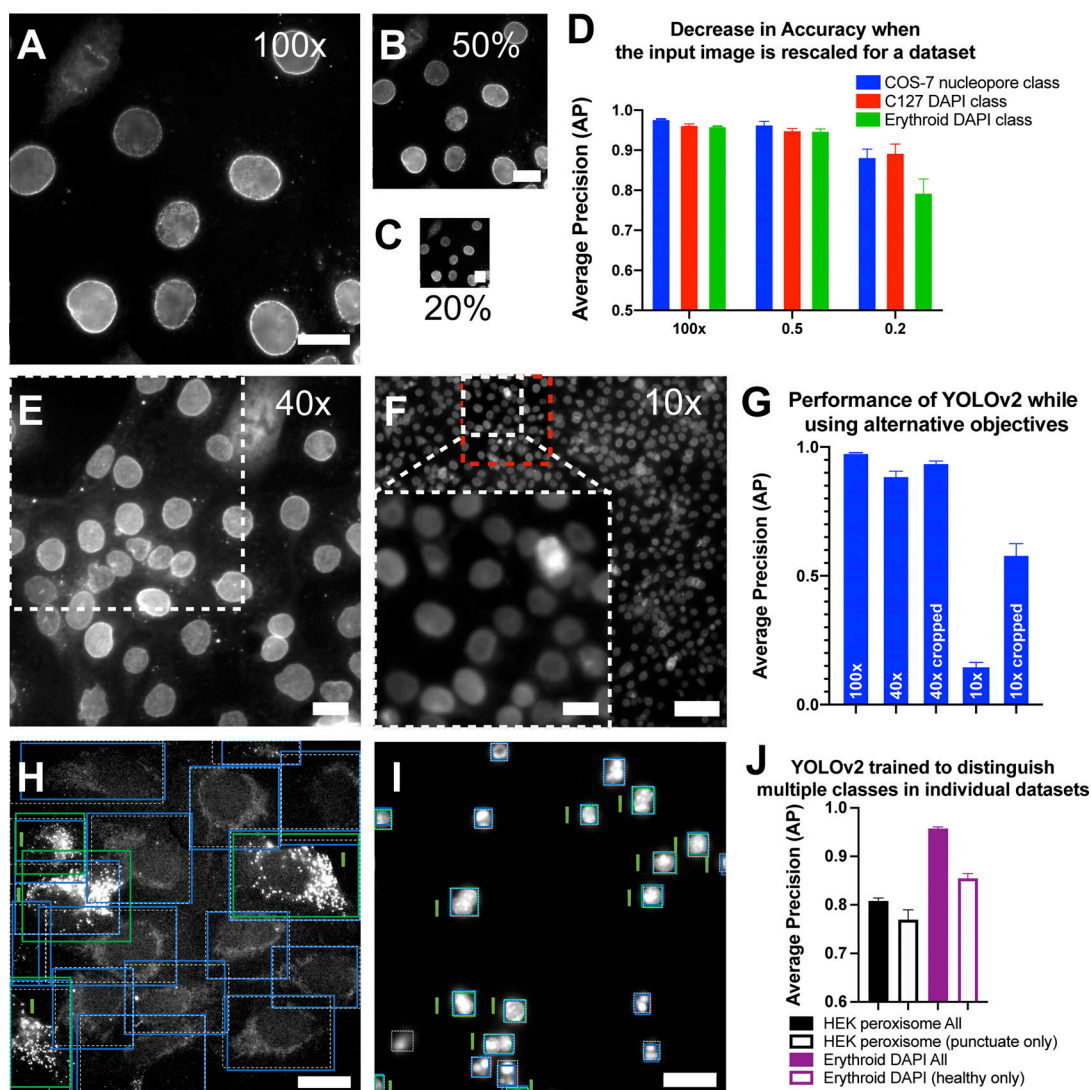 A
100x
B
50%
C
20%
D
Decrease in Accuracy when
the input image is rescaled for a dataset
COS-7 nucleopore class
C127 DAPI class
Erythroid DAPI class
Average Precision (AP)
1.0
0.9
0.8
0.7
0.6
0.5
100x
0.5
0.2
E
40x
F
10x
G
Performance of YOLOv2 while
using alternative objectives
Average Precision (AP)
1.0
0.5
0.0
100x
40x
40x cropped
10x
10x cropped
H
I
J
YOLOv2 trained to distinguish
multiple classes in individual datasets
Average Precision (AP)
1.0
0.9
0.8
0.7
0.6
HEK peroxisome All
HEK peroxisome (punctuate only)
Erythroid DAPI All
Erythroid DAPI (healthy only)